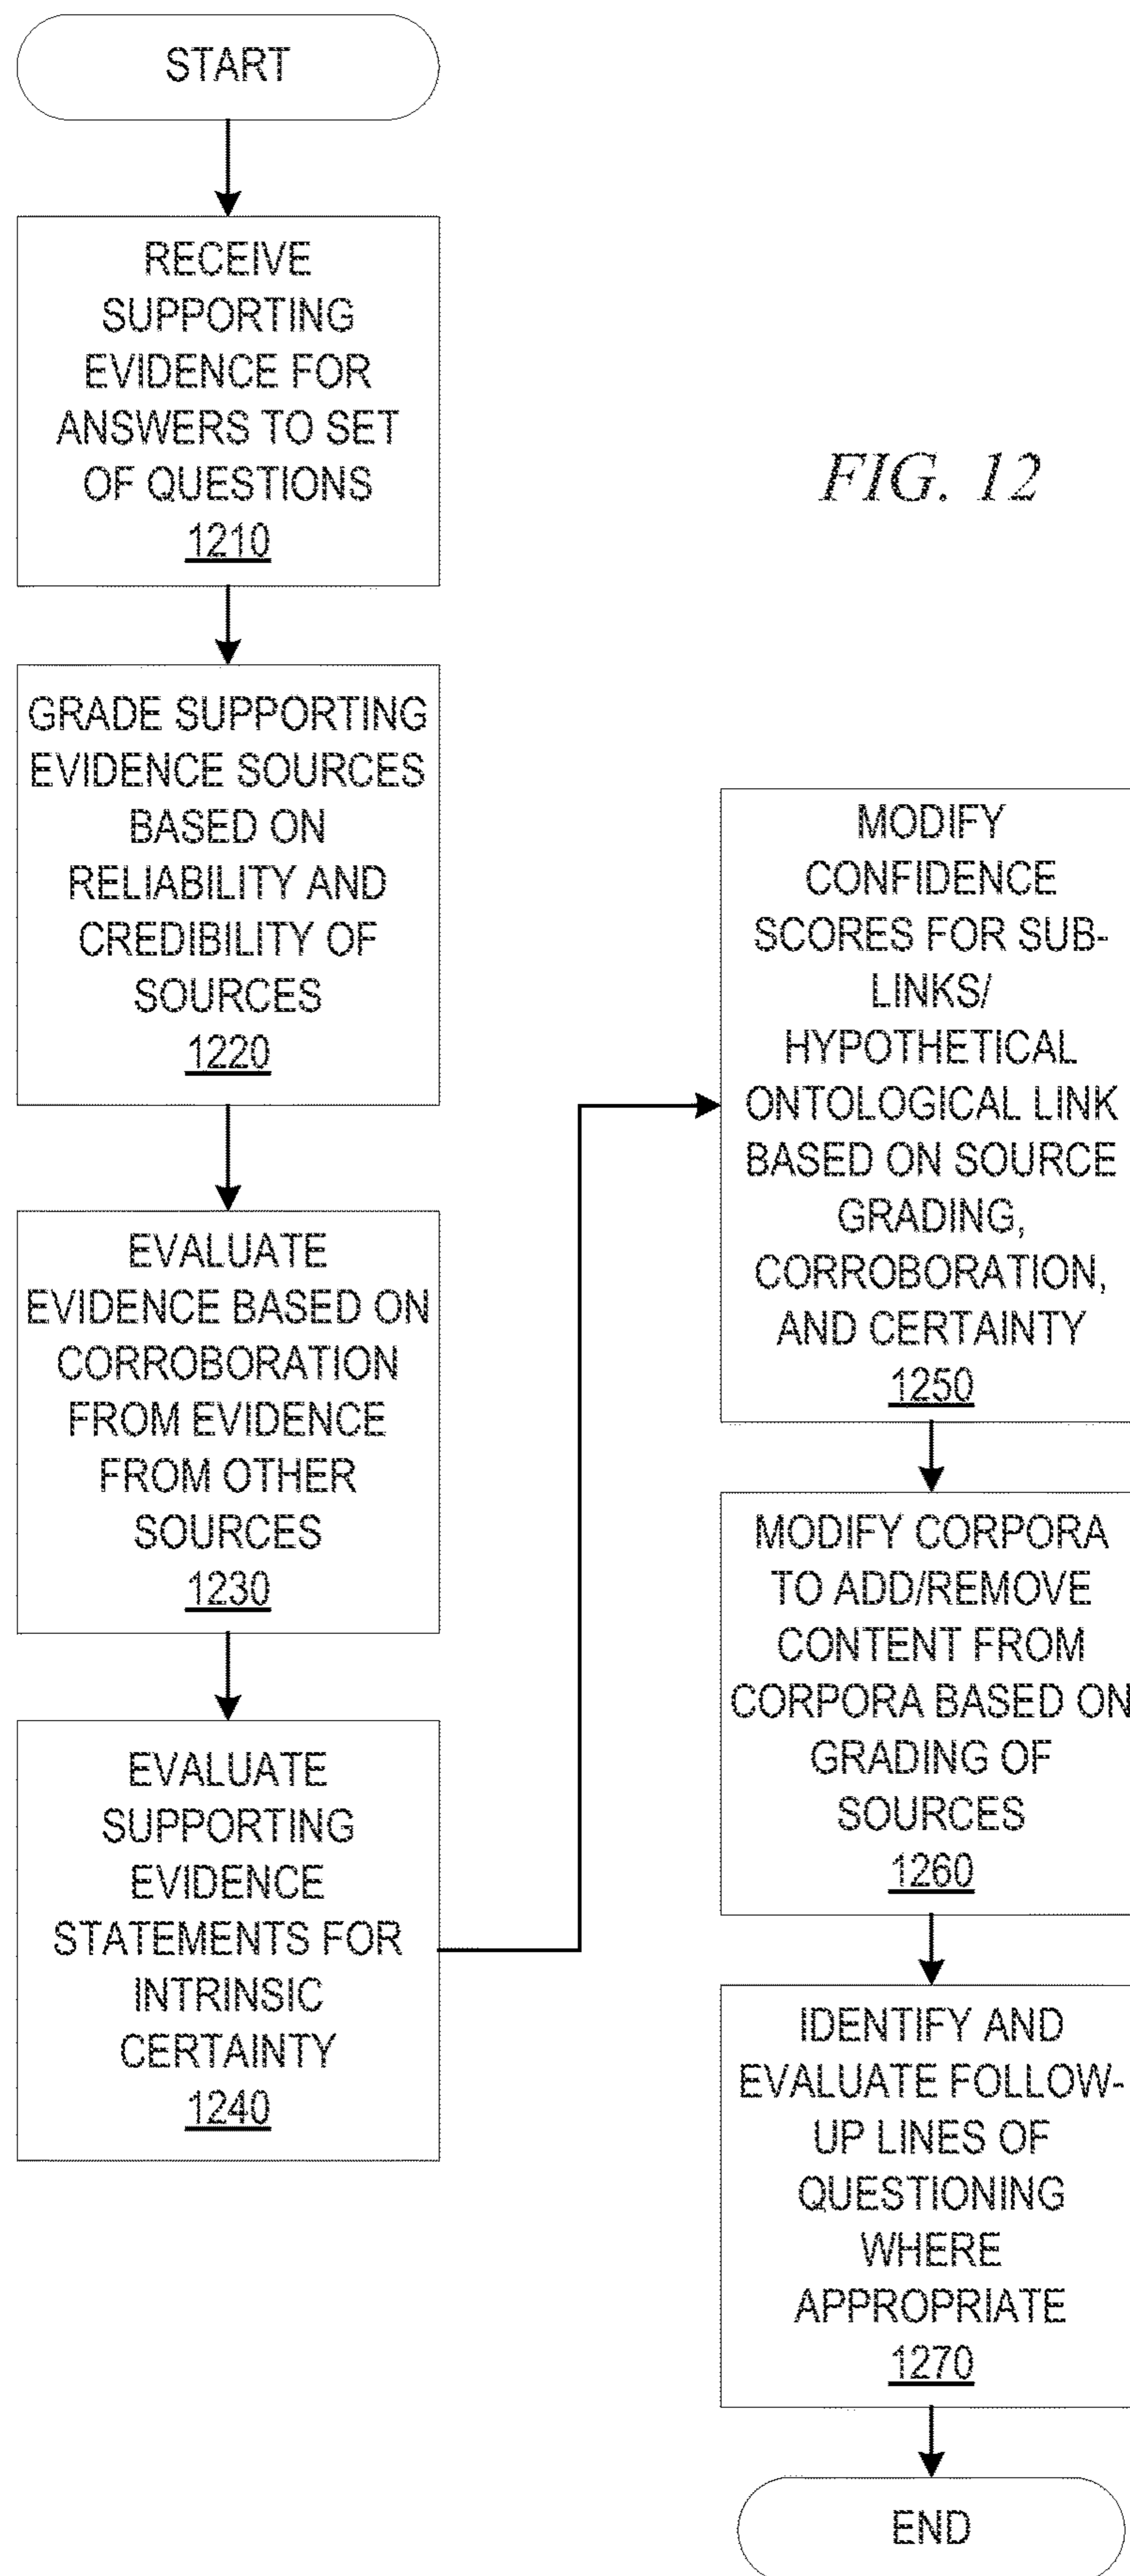 START
RECEIVE
SUPPORTING
EVIDENCE FOR
ANSWERS TO SET
OF QUESTIONS
1210
GRADE SUPPORTING
EVIDENCE SOURCES
BASED ON
RELIABILITY AND
CREDIBILITY OF
SOURCES
1220
EVALUATE
EVIDENCE BASED ON
CORROBORATION
FROM EVIDENCE
FROM OTHER
SOURCES
1230
EVALUATE
SUPPORTING
EVIDENCE
STATEMENTS FOR
INTRINSIC
CERTAINTY
1240
FIG. 12
MODIFY
CONFIDENCE
SCORES FOR SUB-
LINKS/
HYPOTHETICAL
ONTOLOGICAL LINK
BASED ON SOURCE
GRADING,
CORROBORATION,
AND CERTAINTY
1250
MODIFY CORPORA
TO ADD/REMOVE
CONTENT FROM
CORPORA BASED ON
GRADING OF
SOURCES
1260
IDENTIFY AND
EVALUATE FOLLOW-
UP LINES OF
QUESTIONING
WHERE
APPROPRIATE
1270
END